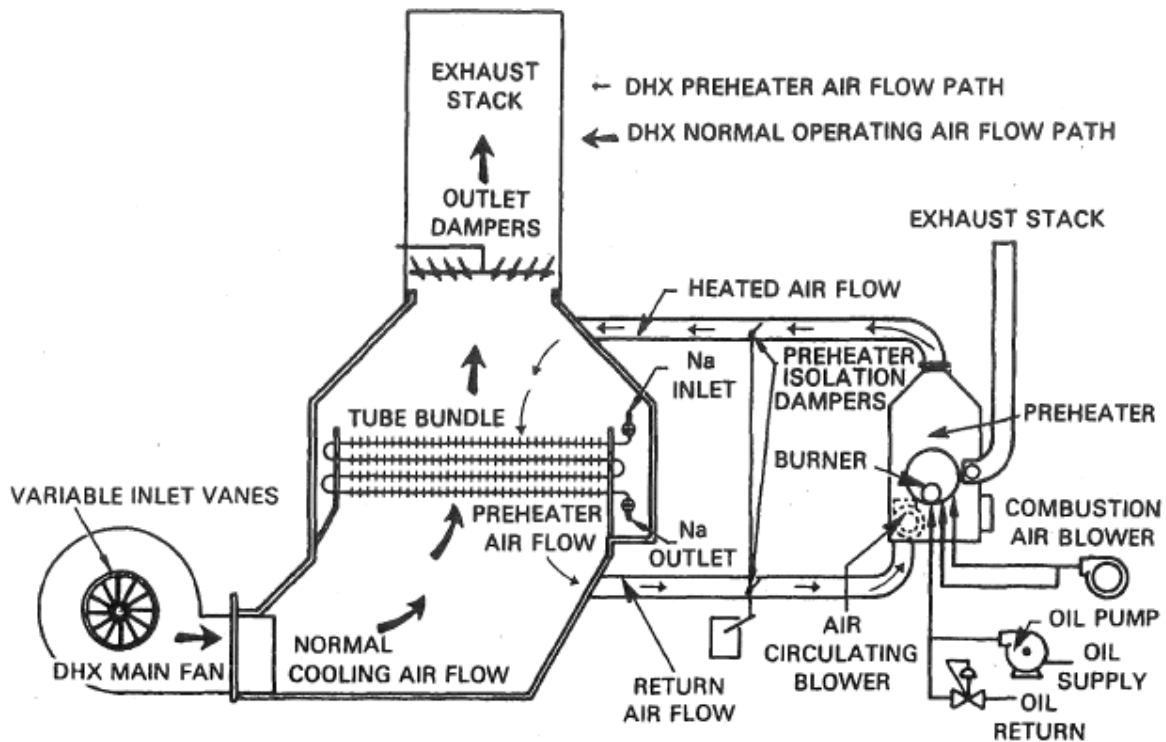 EXHAUST
STACK
← DHX PREHEATER AIR FLOW PATH
← DHX NORMAL OPERATING AIR FLOW PATH
OUTLET
DAMPERS
EXHAUST STACK
HEATED AIR FLOW
Na
INLET
PREHEATER
ISOLATION
DAMPERS
TUBE BUNDLE
PREHEATER
BURNER
VARIABLE INLET VANES
PREHEATER
AIR FLOW
Na
OUTLET
COMBUSTION
AIR BLOWER
DHX MAIN FAN
NORMAL
COOLING AIR FLOW
RETURN
AIR FLOW
AIR
CIRCULATING
BLOWER
OIL PUMP
OIL
SUPPLY
OIL
RETURN